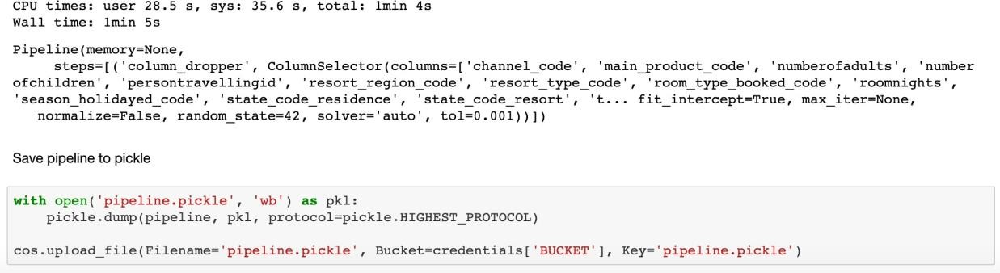 CPU times: user 28.5 s, sys: 35.6 s, total: 1min 4s
Wall time: 1min 5s
Pipeline(memory=None,
     steps=[('column_dropper', ColumnSelector(columns=['channel_code', 'main_product_code', 'numberofadults', 'number
ofchildren', 'persontravellingid', 'resort_region_code', 'resort_type_code', 'room_type_booked_code', 'roomnights',
'season_holidayed_code', 'state_code_residence', 'state_code_resort', 't... fit_intercept=True, max_iter=None,
   normalize=False, random_state=42, solver='auto', tol=0.001))])
Save pipeline to pickle
with open('pipeline.pickle', 'wb') as pkl:
    pickle.dump(pipeline, pkl, protocol=pickle.HIGHEST_PROTOCOL)
cos.upload_file(Filename='pipeline.pickle', Bucket=credentials['BUCKET'], Key='pipeline.pickle')